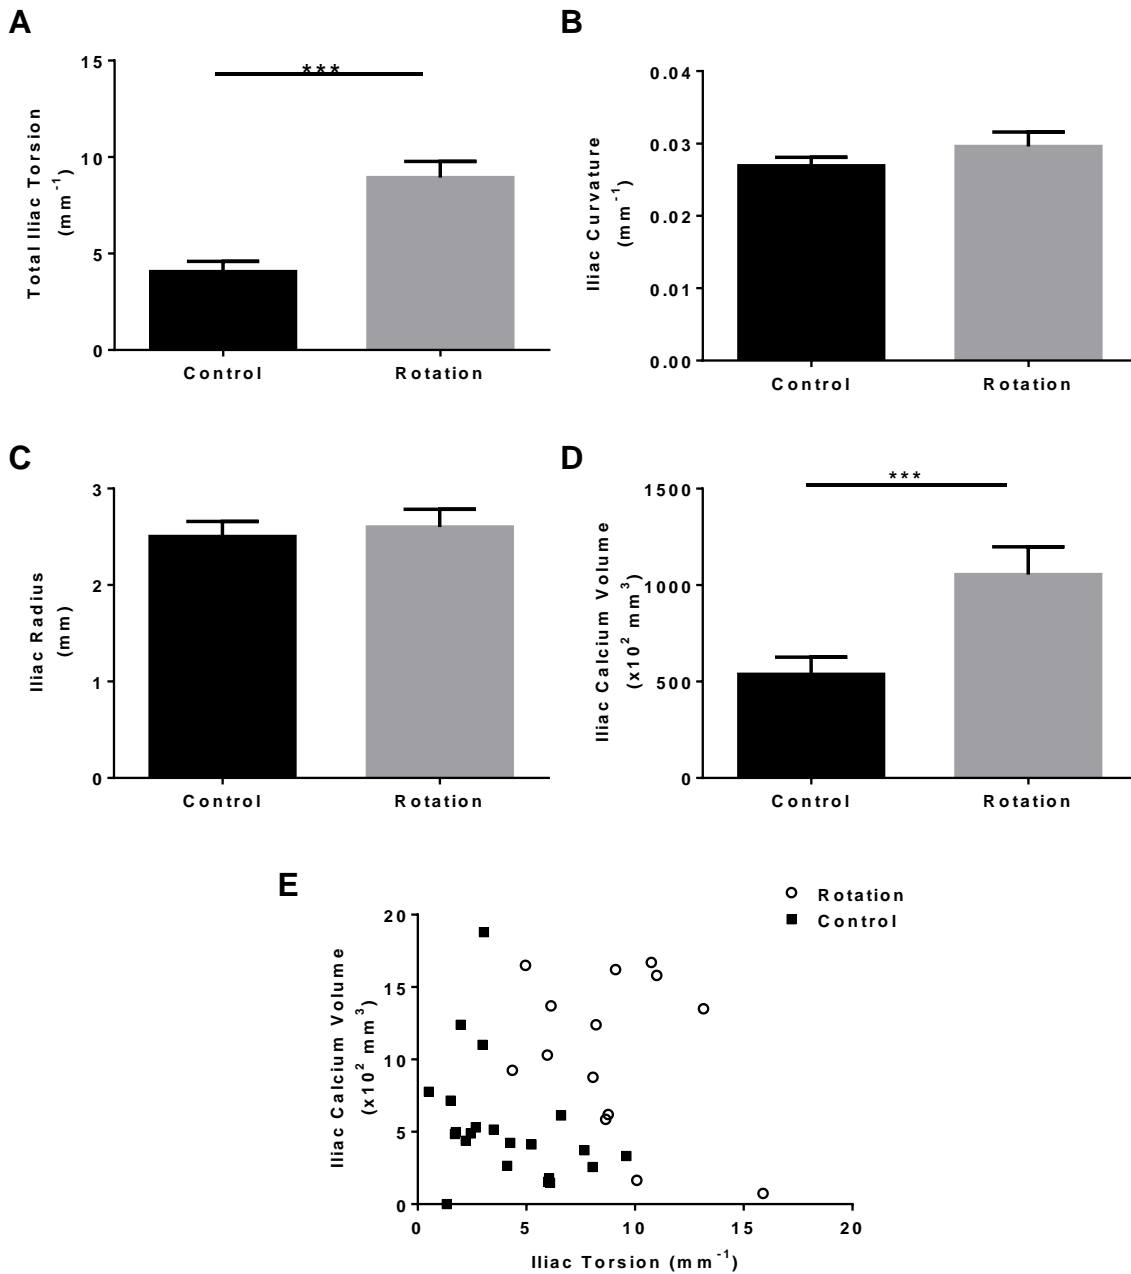 A
15
10
5
0
Total Iliac Torsion
(mm⁻¹)
***
Control
Rotation
B
0.04
0.03
0.02
0.01
0.00
Iliac Curvature
(mm⁻¹)
Control
Rotation
C
3
2
1
0
Iliac Radius
(mm)
Control
Rotation
D
1500
1000
500
0
Iliac Calcium Volume
(x10² mm³)
***
Control
Rotation
E
Rotation
Control
20
15
10
5
0
Iliac Calcium Volume
(x10² mm³)
0 5 10 15 20
Iliac Torsion (mm⁻¹)